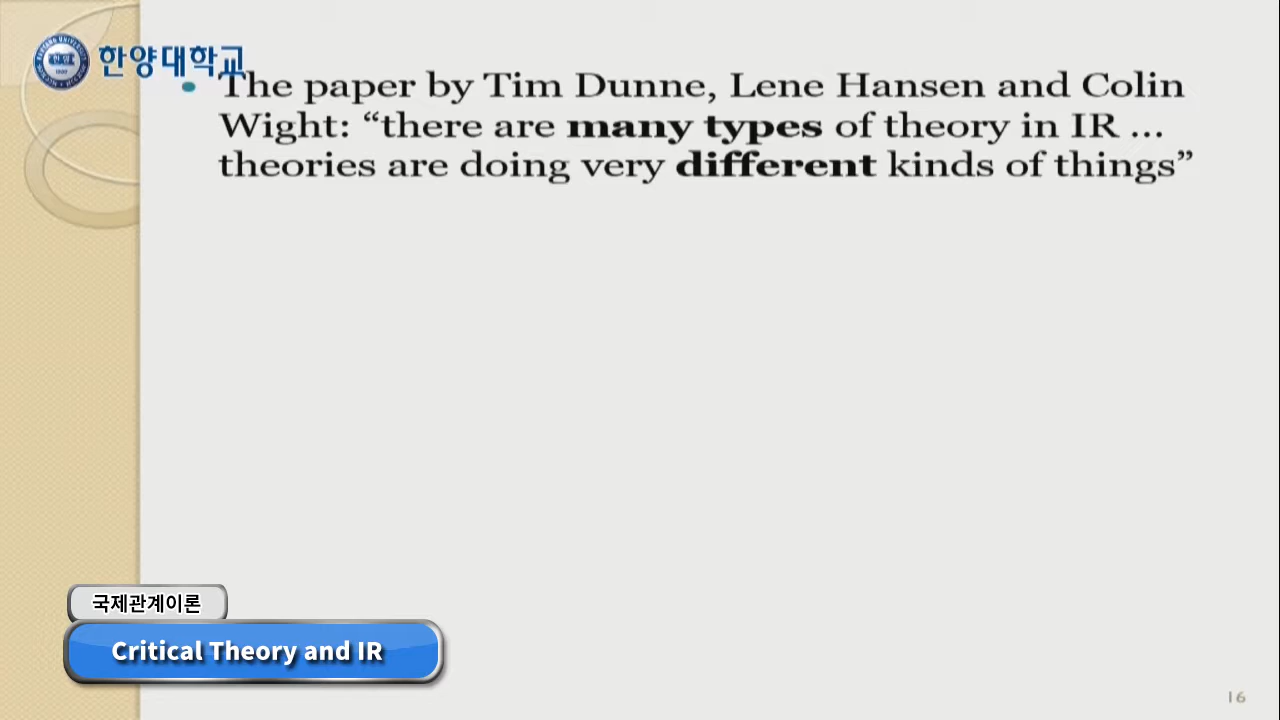 한양대학교
• The paper by Tim Dunne, Lene Hansen and Colin
Wight: “there are many types of theory in IR ...
theories are doing very different kinds of things”
국제관계이론
Critical Theory and IR
16